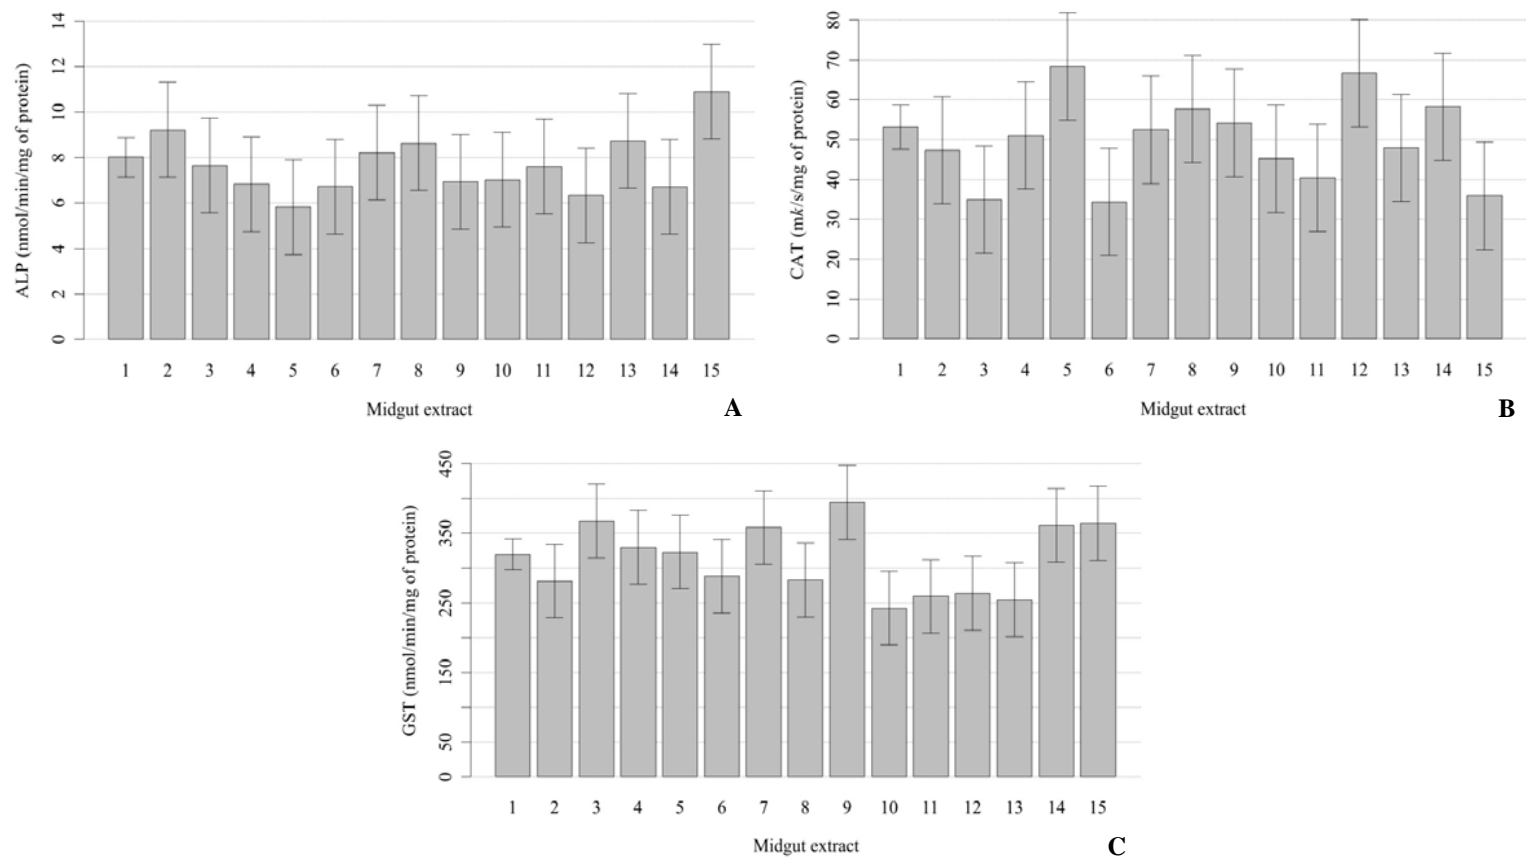 ALP (nmol/min/mg of protein)
14
12
10
8
6
4
2
0
1 2 3 4 5 6 7 8 9 10 11 12 13 14 15
Midgut extract
A
CAT (mk/s/mg of protein)
80
70
60
50
40
30
20
10
0
1 2 3 4 5 6 7 8 9 10 11 12 13 14 15
Midgut extract
B
GST (nmol/min/mg of protein)
450
350
250
150
50
0
1 2 3 4 5 6 7 8 9 10 11 12 13 14 15
Midgut extract
C